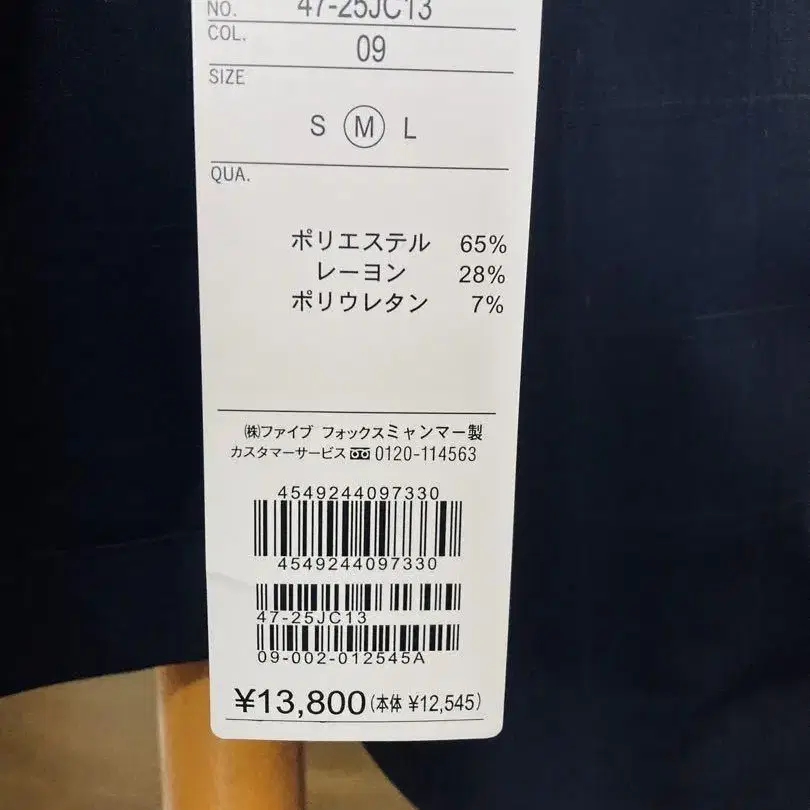 NO. 47-25JC13
COL. 09
SIZE
S M L
QUA.
ポリエステル 65%
レーヨン 28%
ポリウレタン 7%
㈱ファイブ フォックスミャンマー製
カスタマーサービス 0120-114563
4549244097330
4549244097330
47-25JC13
09-002-012545A
¥13,800(本体 ¥12,545)